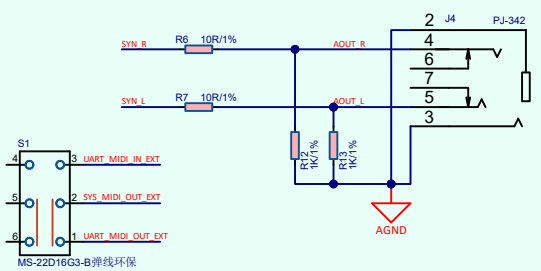 2 J4 PJ-342
R6 10R/1%
SYN_R AOUT_R 4
6
7
R7 10R/1%
SYN_L AOUT_L 5
3
R12 1K/1%
R13 1K/1%
AGND
S1
4 3 UART_MIDI_IN_EXT
5 2 SYS_MIDI_OUT_EXT
6 1 UART_MIDI_OUT_EXT
MS-22D16G3-B弹线环保